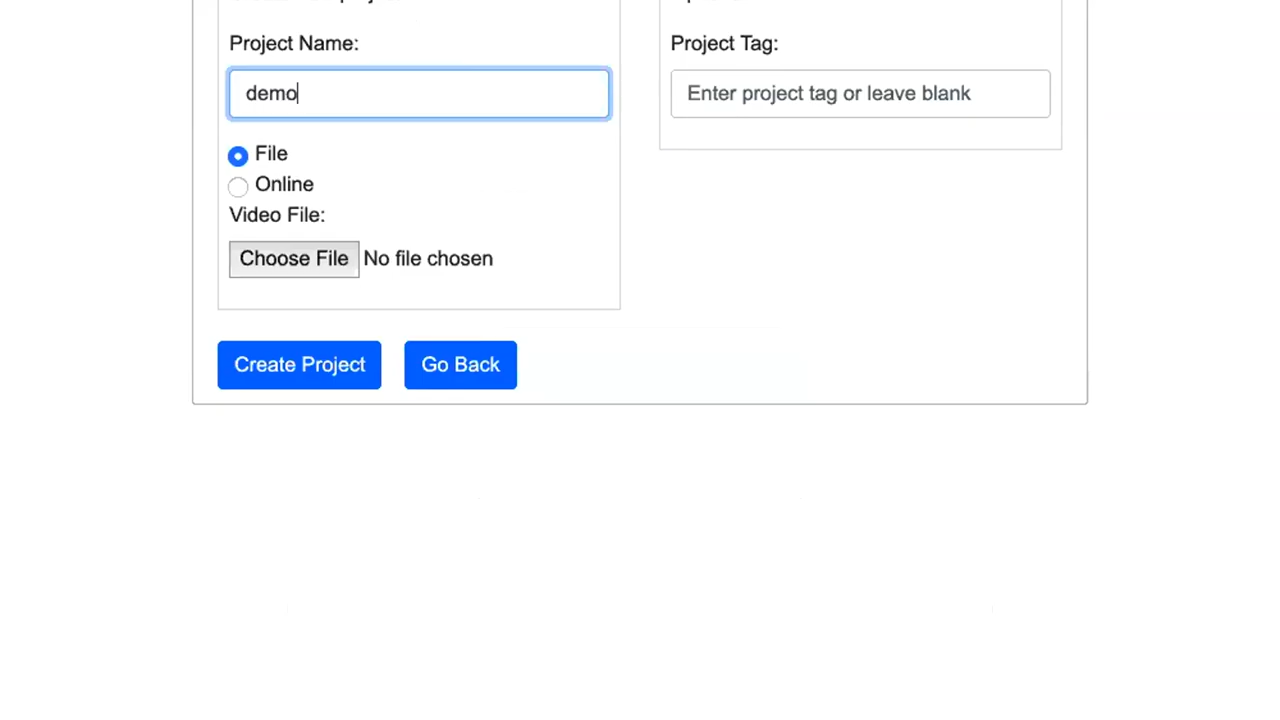 Project Name:
demo
File
Online
Video File:
Choose File No file chosen
Project Tag:
Enter project tag or leave blank
Create Project
Go Back